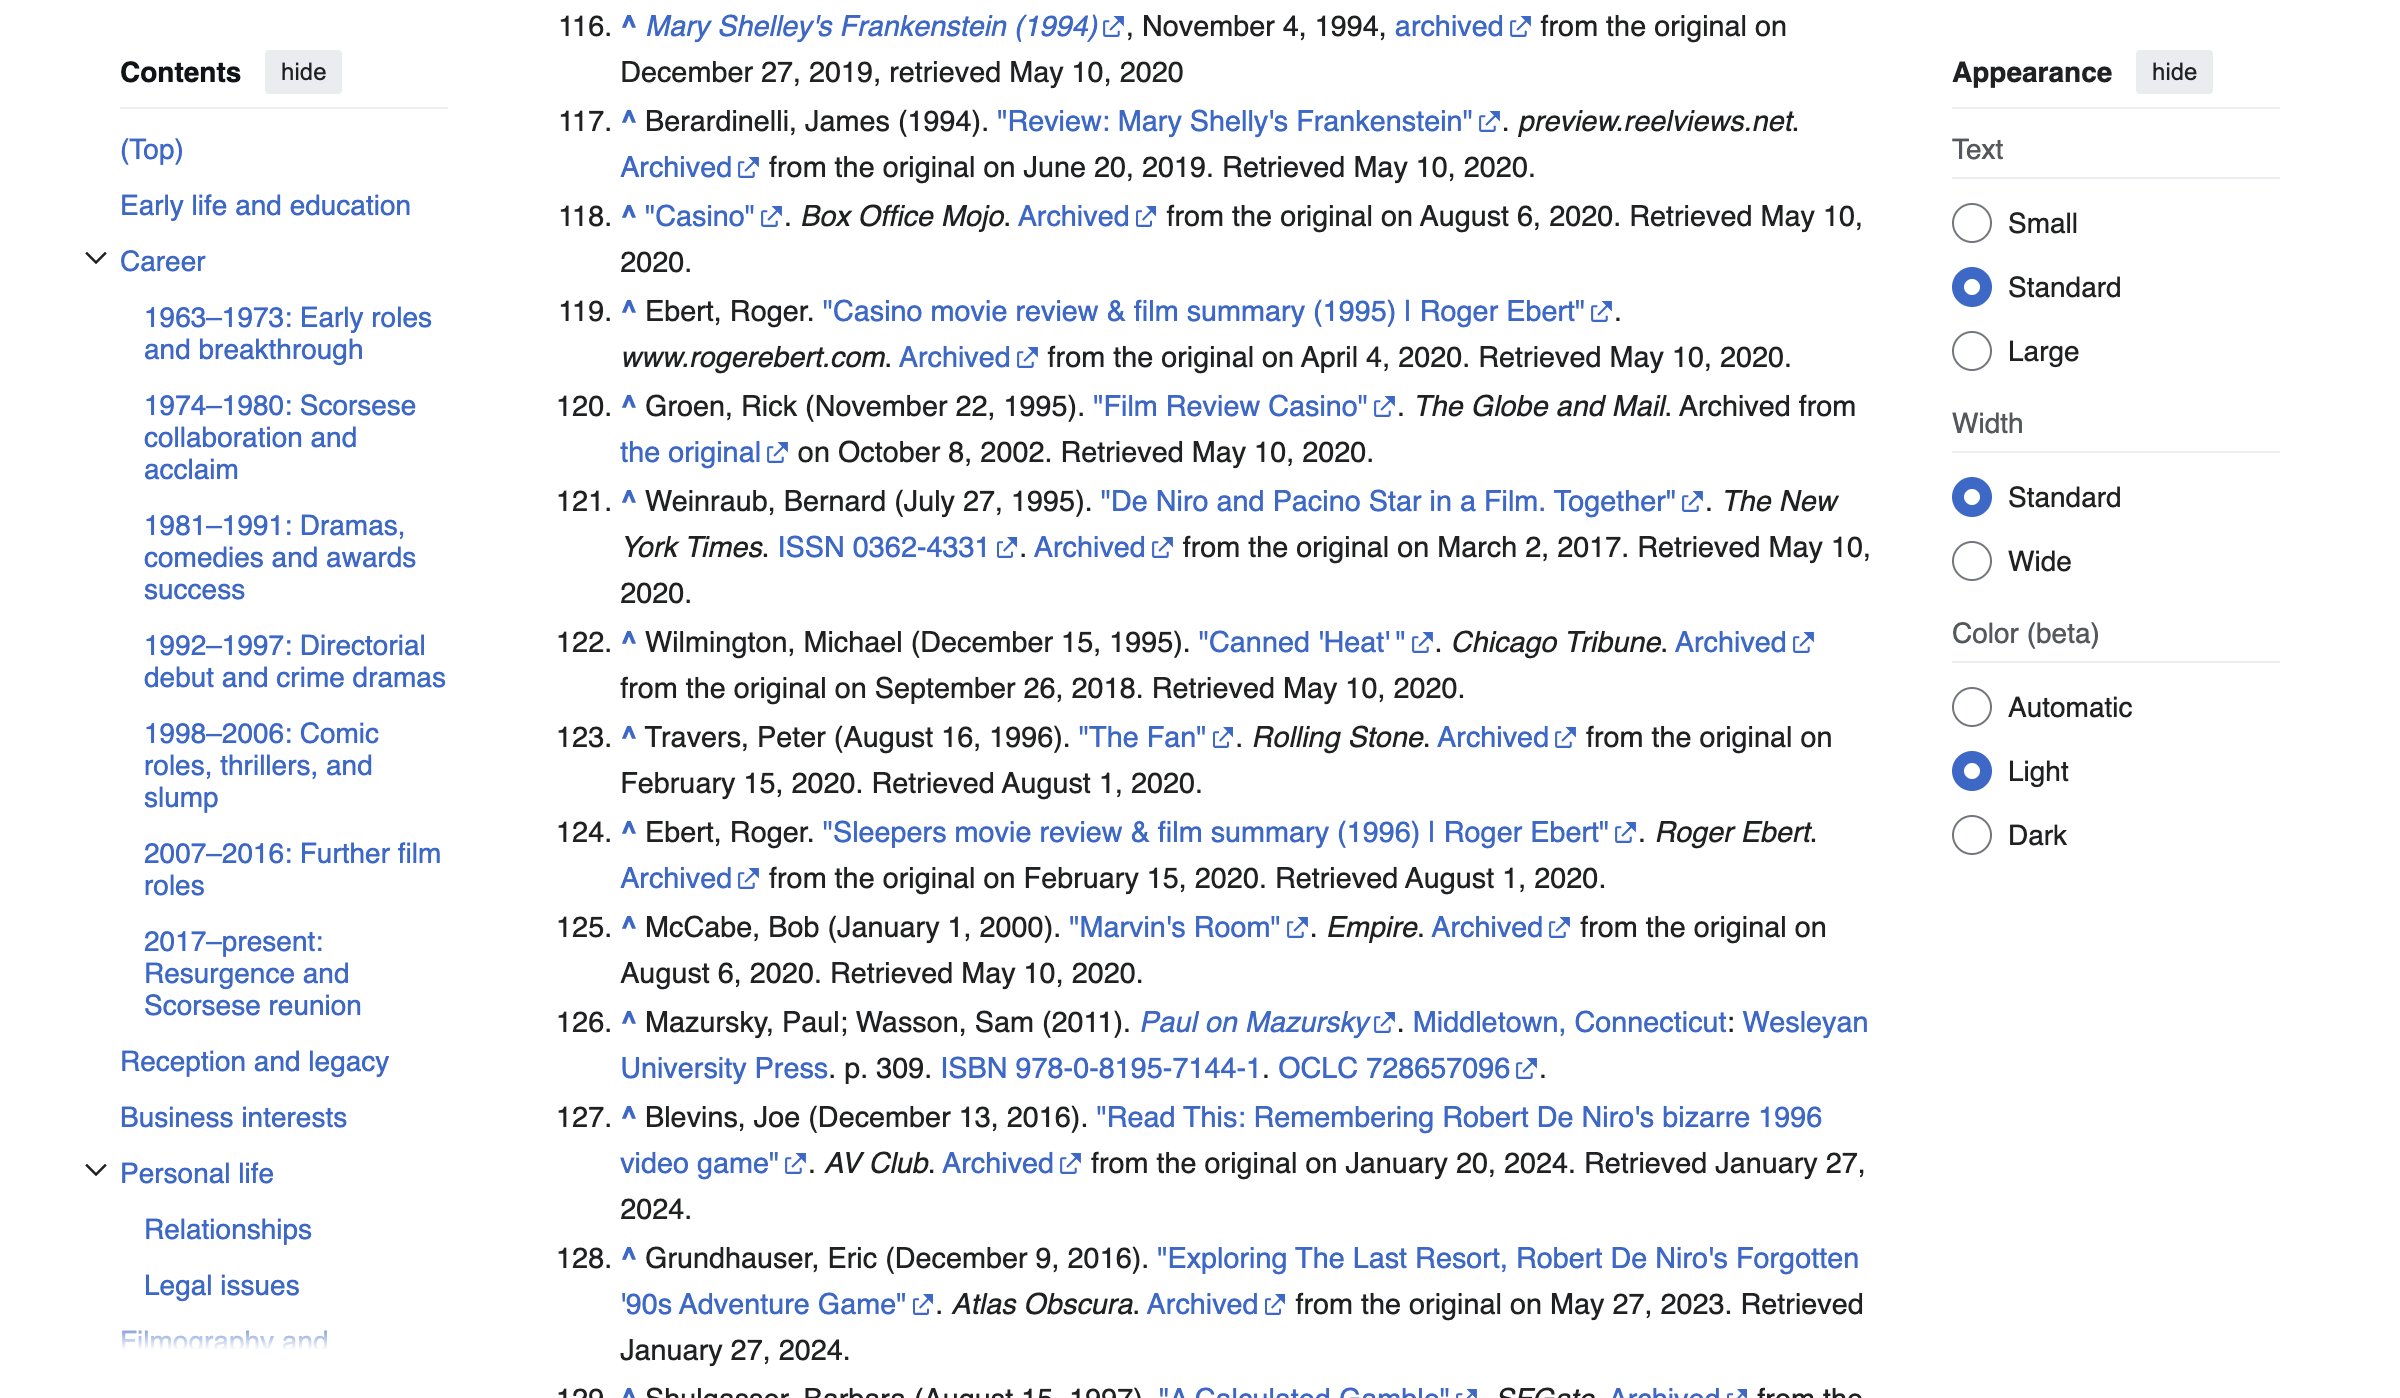 Contents hide
(Top)
Early life and education
Career
1963–1973: Early roles
and breakthrough
1974–1980: Scorsese
collaboration and
acclaim
1981–1991: Dramas,
comedies and awards
success
1992–1997: Directorial
debut and crime dramas
1998–2006: Comic
roles, thrillers, and
slump
2007–2016: Further film
roles
2017–present:
Resurgence and
Scorsese reunion
Reception and legacy
Business interests
Personal life
Relationships
Legal issues
Filmography and
116. ^ Mary Shelley's Frankenstein (1994), November 4, 1994, archived from the original on
December 27, 2019, retrieved May 10, 2020
117. ^ Berardinelli, James (1994). "Review: Mary Shelly's Frankenstein". preview.reelviews.net.
Archived from the original on June 20, 2019. Retrieved May 10, 2020.
118. ^ "Casino". Box Office Mojo. Archived from the original on August 6, 2020. Retrieved May 10,
2020.
119. ^ Ebert, Roger. "Casino movie review & film summary (1995) | Roger Ebert".
www.rogerebert.com. Archived from the original on April 4, 2020. Retrieved May 10, 2020.
120. ^ Groen, Rick (November 22, 1995). "Film Review Casino". The Globe and Mail. Archived from
the original on October 8, 2002. Retrieved May 10, 2020.
121. ^ Weinraub, Bernard (July 27, 1995). "De Niro and Pacino Star in a Film. Together". The New
York Times. ISSN 0362-4331. Archived from the original on March 2, 2017. Retrieved May 10,
2020.
122. ^ Wilmington, Michael (December 15, 1995). "Canned 'Heat' ". Chicago Tribune. Archived
from the original on September 26, 2018. Retrieved May 10, 2020.
123. ^ Travers, Peter (August 16, 1996). "The Fan". Rolling Stone. Archived from the original on
February 15, 2020. Retrieved August 1, 2020.
124. ^ Ebert, Roger. "Sleepers movie review & film summary (1996) | Roger Ebert". Roger Ebert.
Archived from the original on February 15, 2020. Retrieved August 1, 2020.
125. ^ McCabe, Bob (January 1, 2000). "Marvin's Room". Empire. Archived from the original on
August 6, 2020. Retrieved May 10, 2020.
126. ^ Mazursky, Paul; Wasson, Sam (2011). Paul on Mazursky. Middletown, Connecticut: Wesleyan
University Press. p. 309. ISBN 978-0-8195-7144-1. OCLC 728657096.
127. ^ Blevins, Joe (December 13, 2016). "Read This: Remembering Robert De Niro's bizarre 1996
video game". AV Club. Archived from the original on January 20, 2024. Retrieved January 27,
2024.
128. ^ Grundhauser, Eric (December 9, 2016). "Exploring The Last Resort, Robert De Niro's Forgotten
'90s Adventure Game". Atlas Obscura. Archived from the original on May 27, 2023. Retrieved
January 27, 2024.
129. ^ Shulgasser, Barbara (August 15, 1997). "A Calculated Gamble". SFGate. Archived from the
Appearance hide
Text
Small
Standard
Large
Width
Standard
Wide
Color (beta)
Automatic
Light
Dark